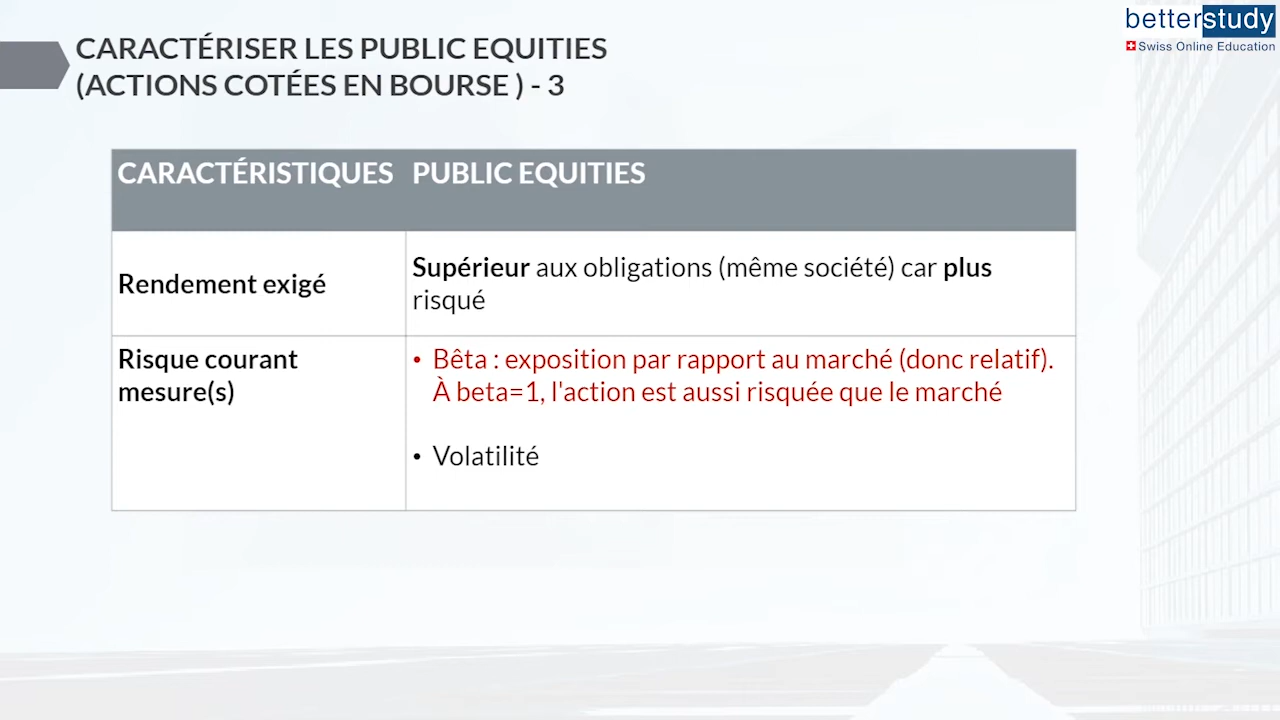 betterstudy
Swiss Online Education
CARACTÉRISER LES PUBLIC EQUITIES
(ACTIONS COTÉES EN BOURSE ) - 3
CARACTÉRISTIQUES PUBLIC EQUITIES
Rendement exigé
Supérieur aux obligations (même société) car plus
risqué
Risque courant
mesure(s)
• Bêta : exposition par rapport au marché (donc relatif).
À beta=1, l'action est aussi risquée que le marché
• Volatilité